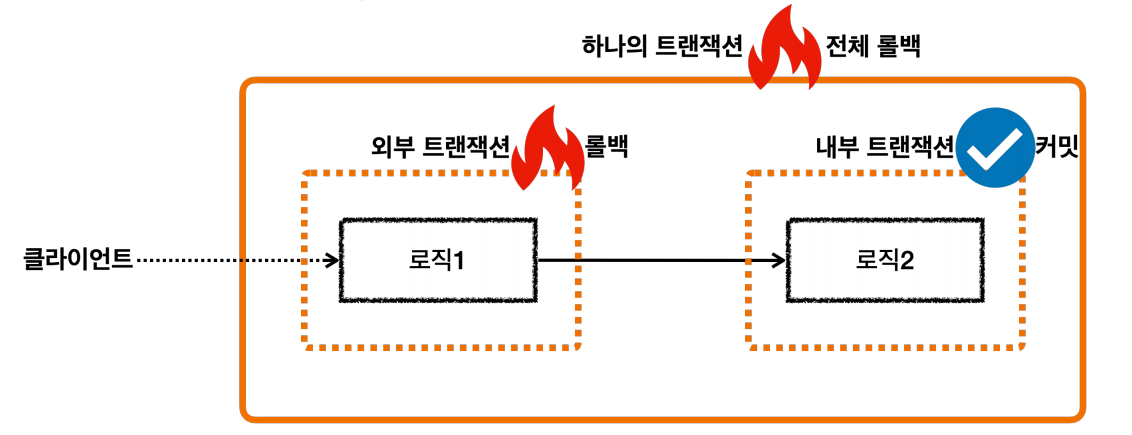 하나의 트랜잭션 전체 롤백
외부 트랜잭션 롤백
내부 트랜잭션 커밋
클라이언트
로직1
로직2